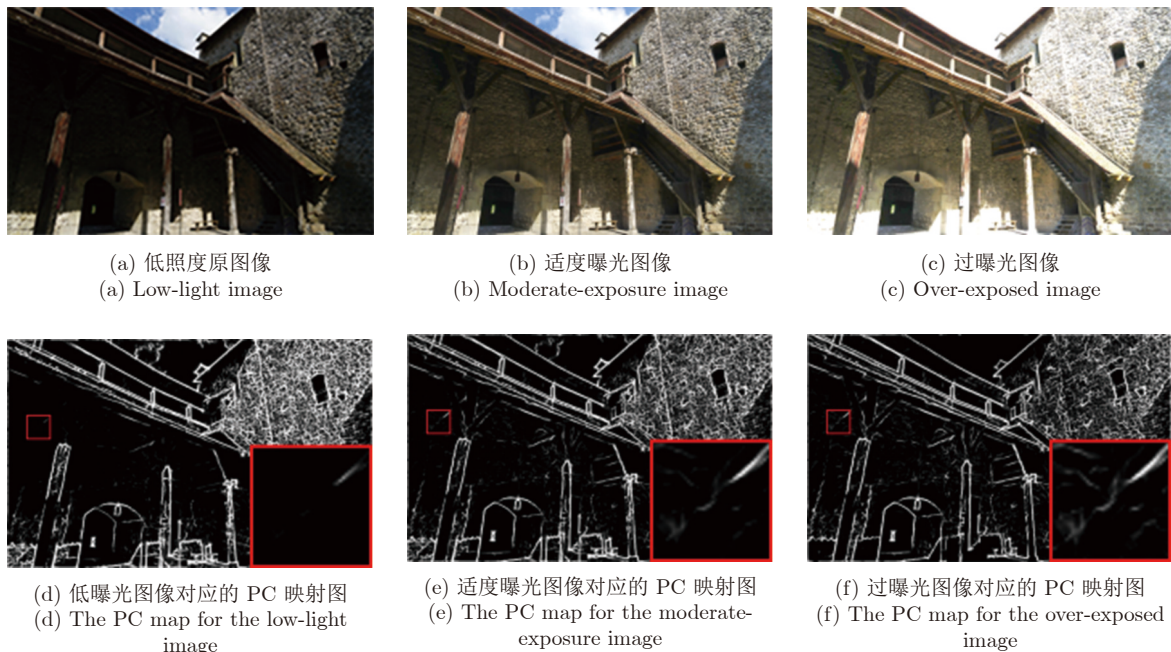 (a) 低照度原图像
(a) Low-light image
(b) 适度曝光图像
(b) Moderate-exposure image
(c) 过曝光图像
(c) Over-exposed image
(d) 低曝光图像对应的 PC 映射图
(d) The PC map for the low-light
image
(e) 适度曝光图像对应的 PC 映射图
(e) The PC map for the moderate-
exposure image
(f) 过曝光图像对应的 PC 映射图
(f) The PC map for the over-exposed
image